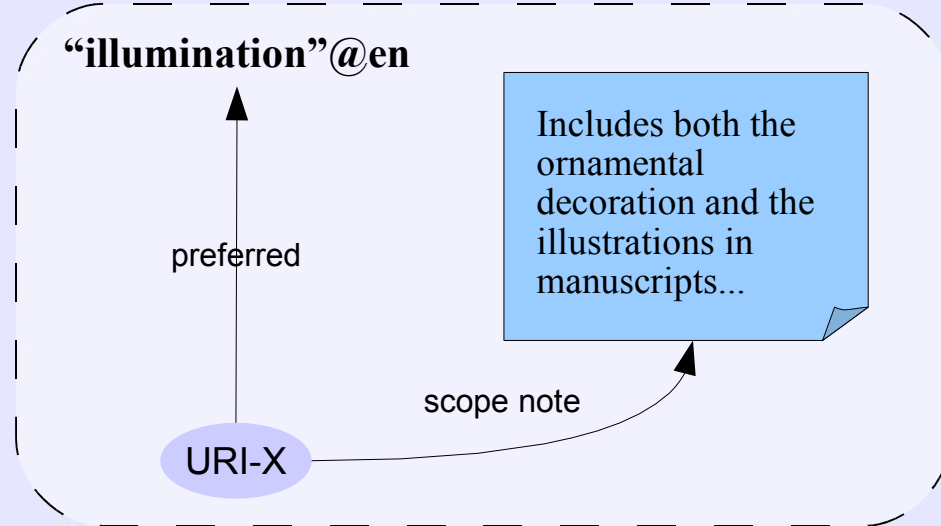 “illumination”@en
Includes both the
ornamental
decoration and the
illustrations in
manuscripts...
preferred
scope note
URI-X